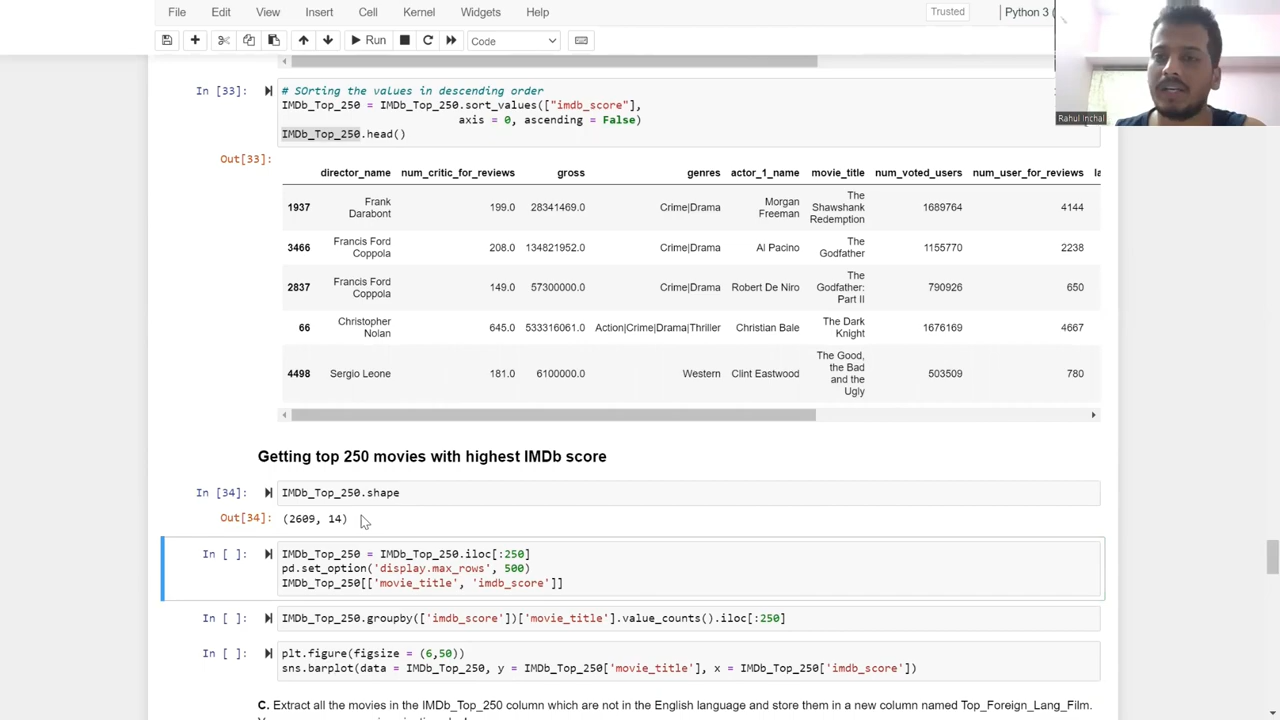 File Edit View Insert Cell Kernel Widgets Help Trusted Python 3 (
Run Code
In [33]: # SOrting the values in descending order
IMDb_Top_250 = IMDb_Top_250.sort_values(["imdb_score"],
axis = 0, ascending = False)
IMDb_Top_250.head()
Rahul Inchal
Out[33]:
director_name num_critic_for_reviews gross genres actor_1_name movie_title num_voted_users num_user_for_reviews la
1937 Frank Darabont 199.0 28341469.0 Crime|Drama Morgan Freeman The Shawshank Redemption 1689764 4144
3466 Francis Ford Coppola 208.0 134821952.0 Crime|Drama Al Pacino The Godfather 1155770 2238
2837 Francis Ford Coppola 149.0 57300000.0 Crime|Drama Robert De Niro The Godfather: Part II 790926 650
66 Christopher Nolan 645.0 533316061.0 Action|Crime|Drama|Thriller Christian Bale The Dark Knight 1676169 4667
4498 Sergio Leone 181.0 6100000.0 Western Clint Eastwood The Good, the Bad and the Ugly 503509 780
Getting top 250 movies with highest IMDb score
In [34]: IMDb_Top_250.shape
Out[34]: (2609, 14)
In [ ]: IMDb_Top_250 = IMDb_Top_250.iloc[:250]
pd.set_option('display.max_rows', 500)
IMDb_Top_250[['movie_title', 'imdb_score']]
In [ ]: IMDb_Top_250.groupby(['imdb_score'])['movie_title'].value_counts().iloc[:250]
In [ ]: plt.figure(figsize = (6,50))
sns.barplot(data = IMDb_Top_250, y = IMDb_Top_250['movie_title'], x = IMDb_Top_250['imdb_score'])
C. Extract all the movies in the IMDb_Top_250 column which are not in the English language and store them in a new column named Top_Foreign_Lang_Film.